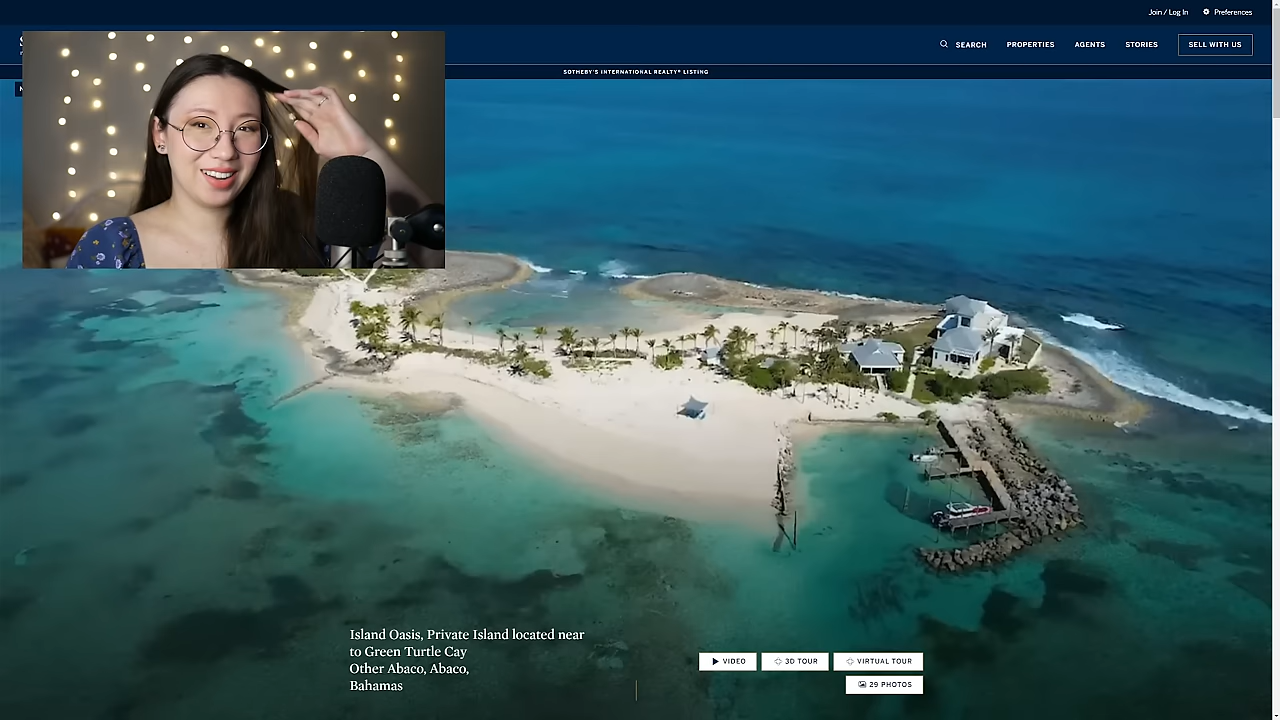 Join / Log In
Preferences
SEARCH
PROPERTIES
AGENTS
STORIES
SELL WITH US
SOTHEBY'S INTERNATIONAL REALTY® LISTING
Island Oasis, Private Island located near
to Green Turtle Cay
Other Abaco, Abaco,
Bahamas
VIDEO
3D TOUR
VIRTUAL TOUR
29 PHOTOS